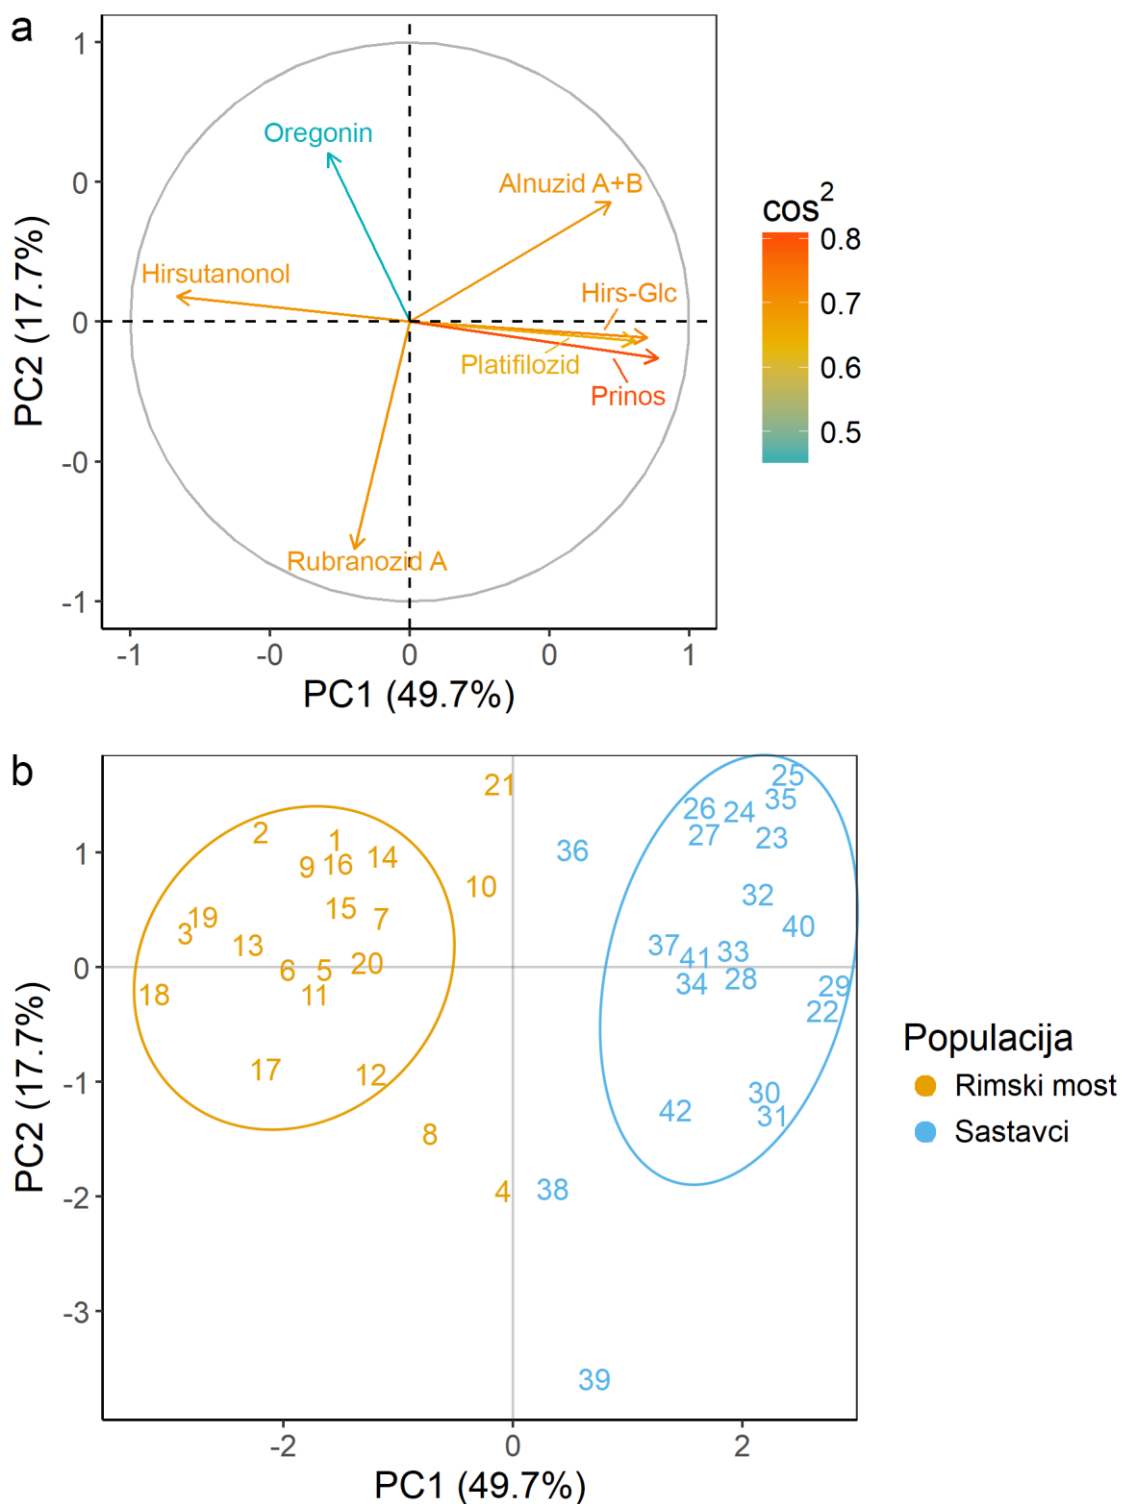 a
1
0
0
-0
-1
PC2 (17.7%)
Oregonin
Alnuzid A+B
Hirsutanonol
Hirs-Glc
Platifilozid
Prinos
Rubranozid A
-1 -0 0 0 1
PC1 (49.7%)
cos2
0.8
0.7
0.6
0.5
b
1
0
-1
-2
-3
PC2 (17.7%)
21 25
26 24 35
2 1 27 23
9 16 14 36
10 32
19 15 7 40
3 13 37 33
6 5 20 41
18 11 34 28 29
22
17 12 30
42 31
8
4 38
39
-2 0 2
PC1 (49.7%)
Populacija
Rimski most
Sastavci